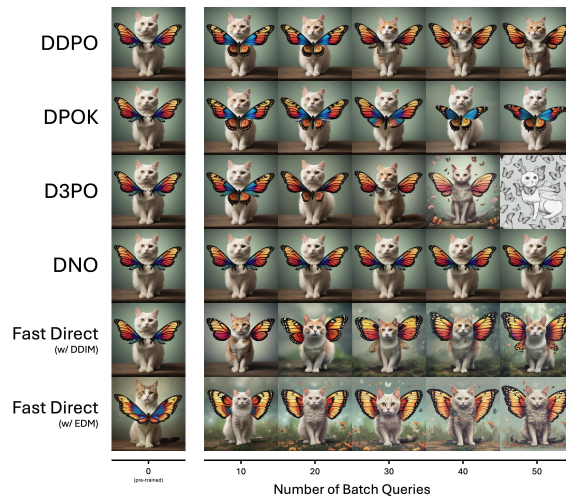 DDPO
DPOK
D3PO
DNO
Fast Direct
(w/ DDIM)
Fast Direct
(w/ EDM)
0 10 20 30 40 50
(pre-trained)
Number of Batch Queries